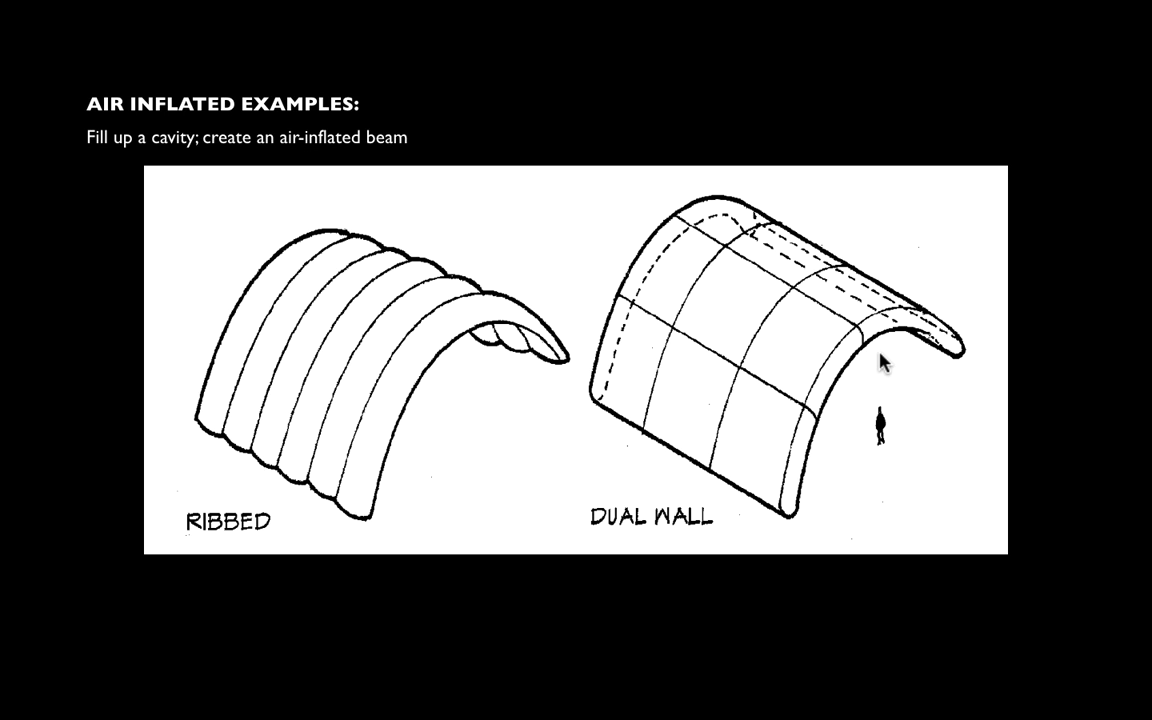 AIR INFLATED EXAMPLES:
Fill up a cavity; create an air-inflated beam
RIBBED
DUAL WALL